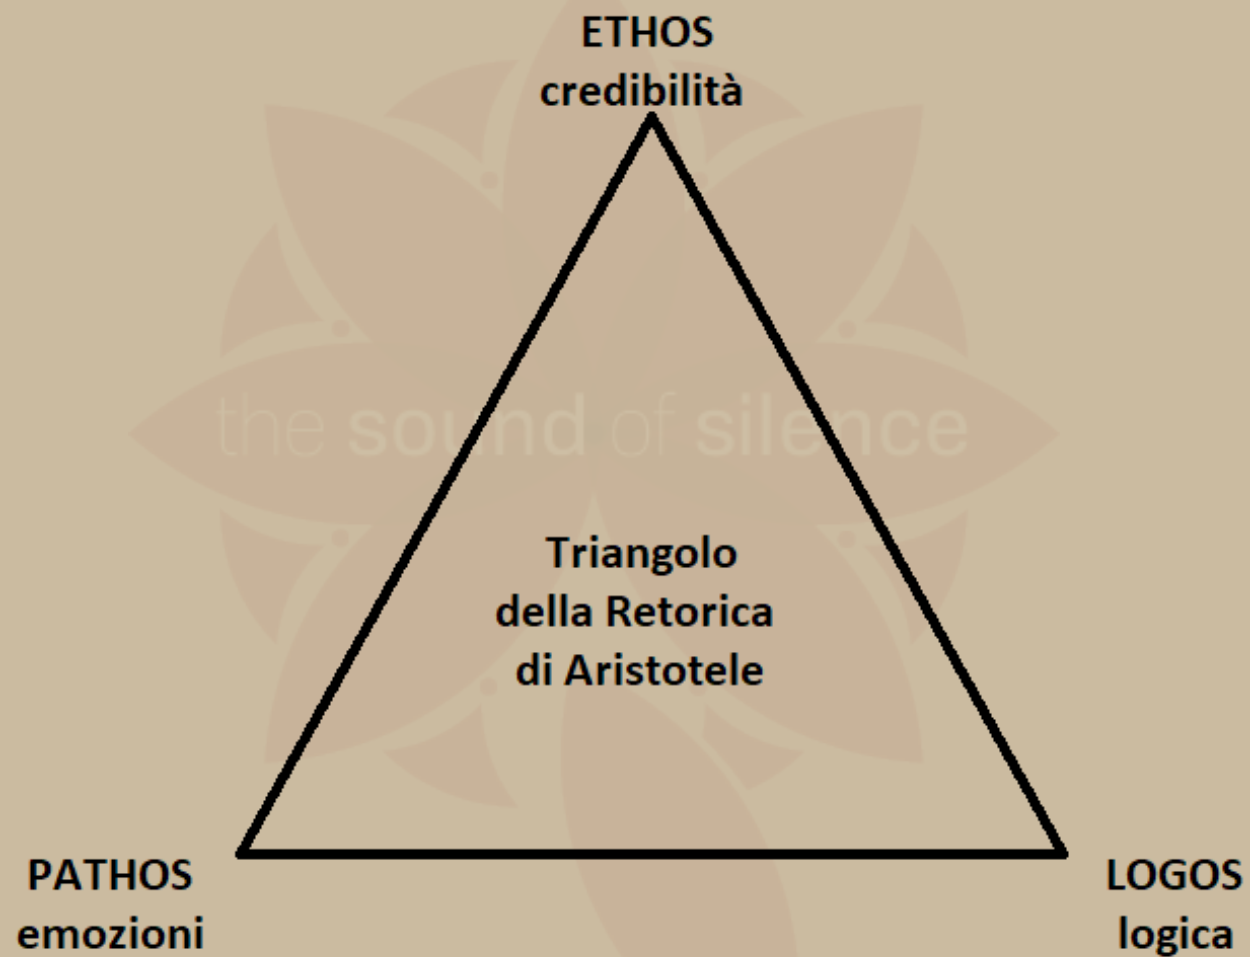 ETHOS
credibilità
the sound of silence
Triangolo
della Retorica
di Aristotele
PATHOS
emozioni
LOGOS
logica